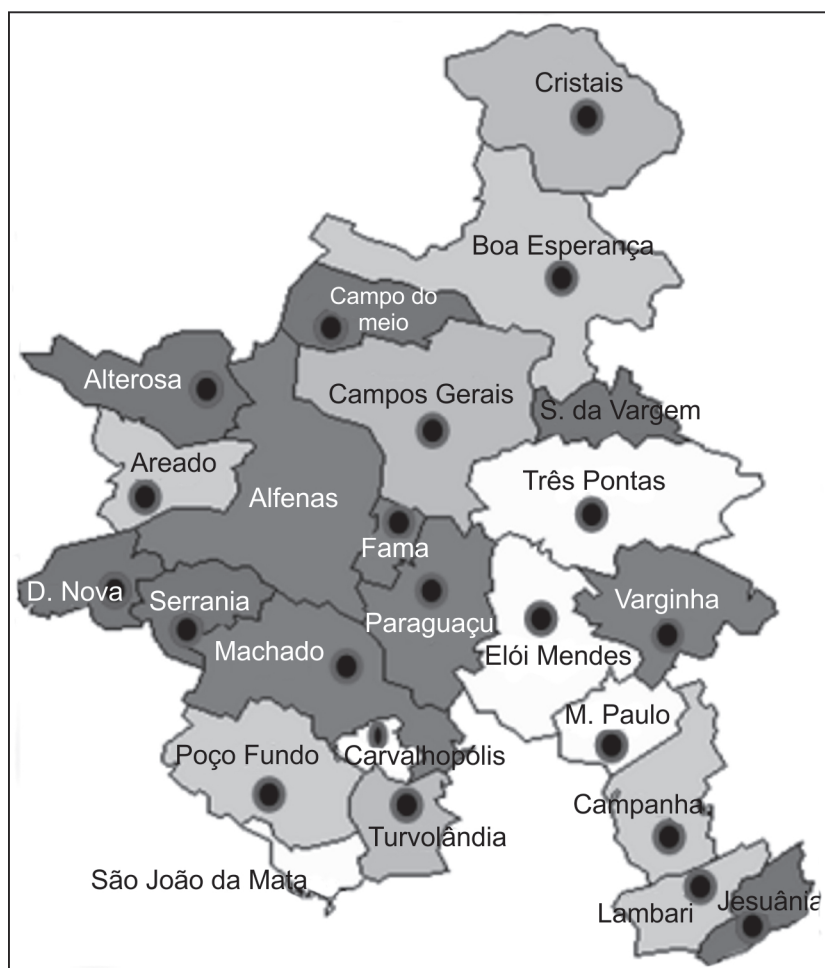 Cristais
Boa Esperança
Campo do
meio
Alterosa
Campos Gerais
S. da Vargem
Areado
Três Pontas
Alfenas
Fama
D. Nova
Serrania
Varginha
Paraguaçu
Machado
Elói Mendes
M. Paulo
Poço Fundo
Carvalhopólis
Campanha
Turvolândia
São João da Mata
Lambari
Jesuânia